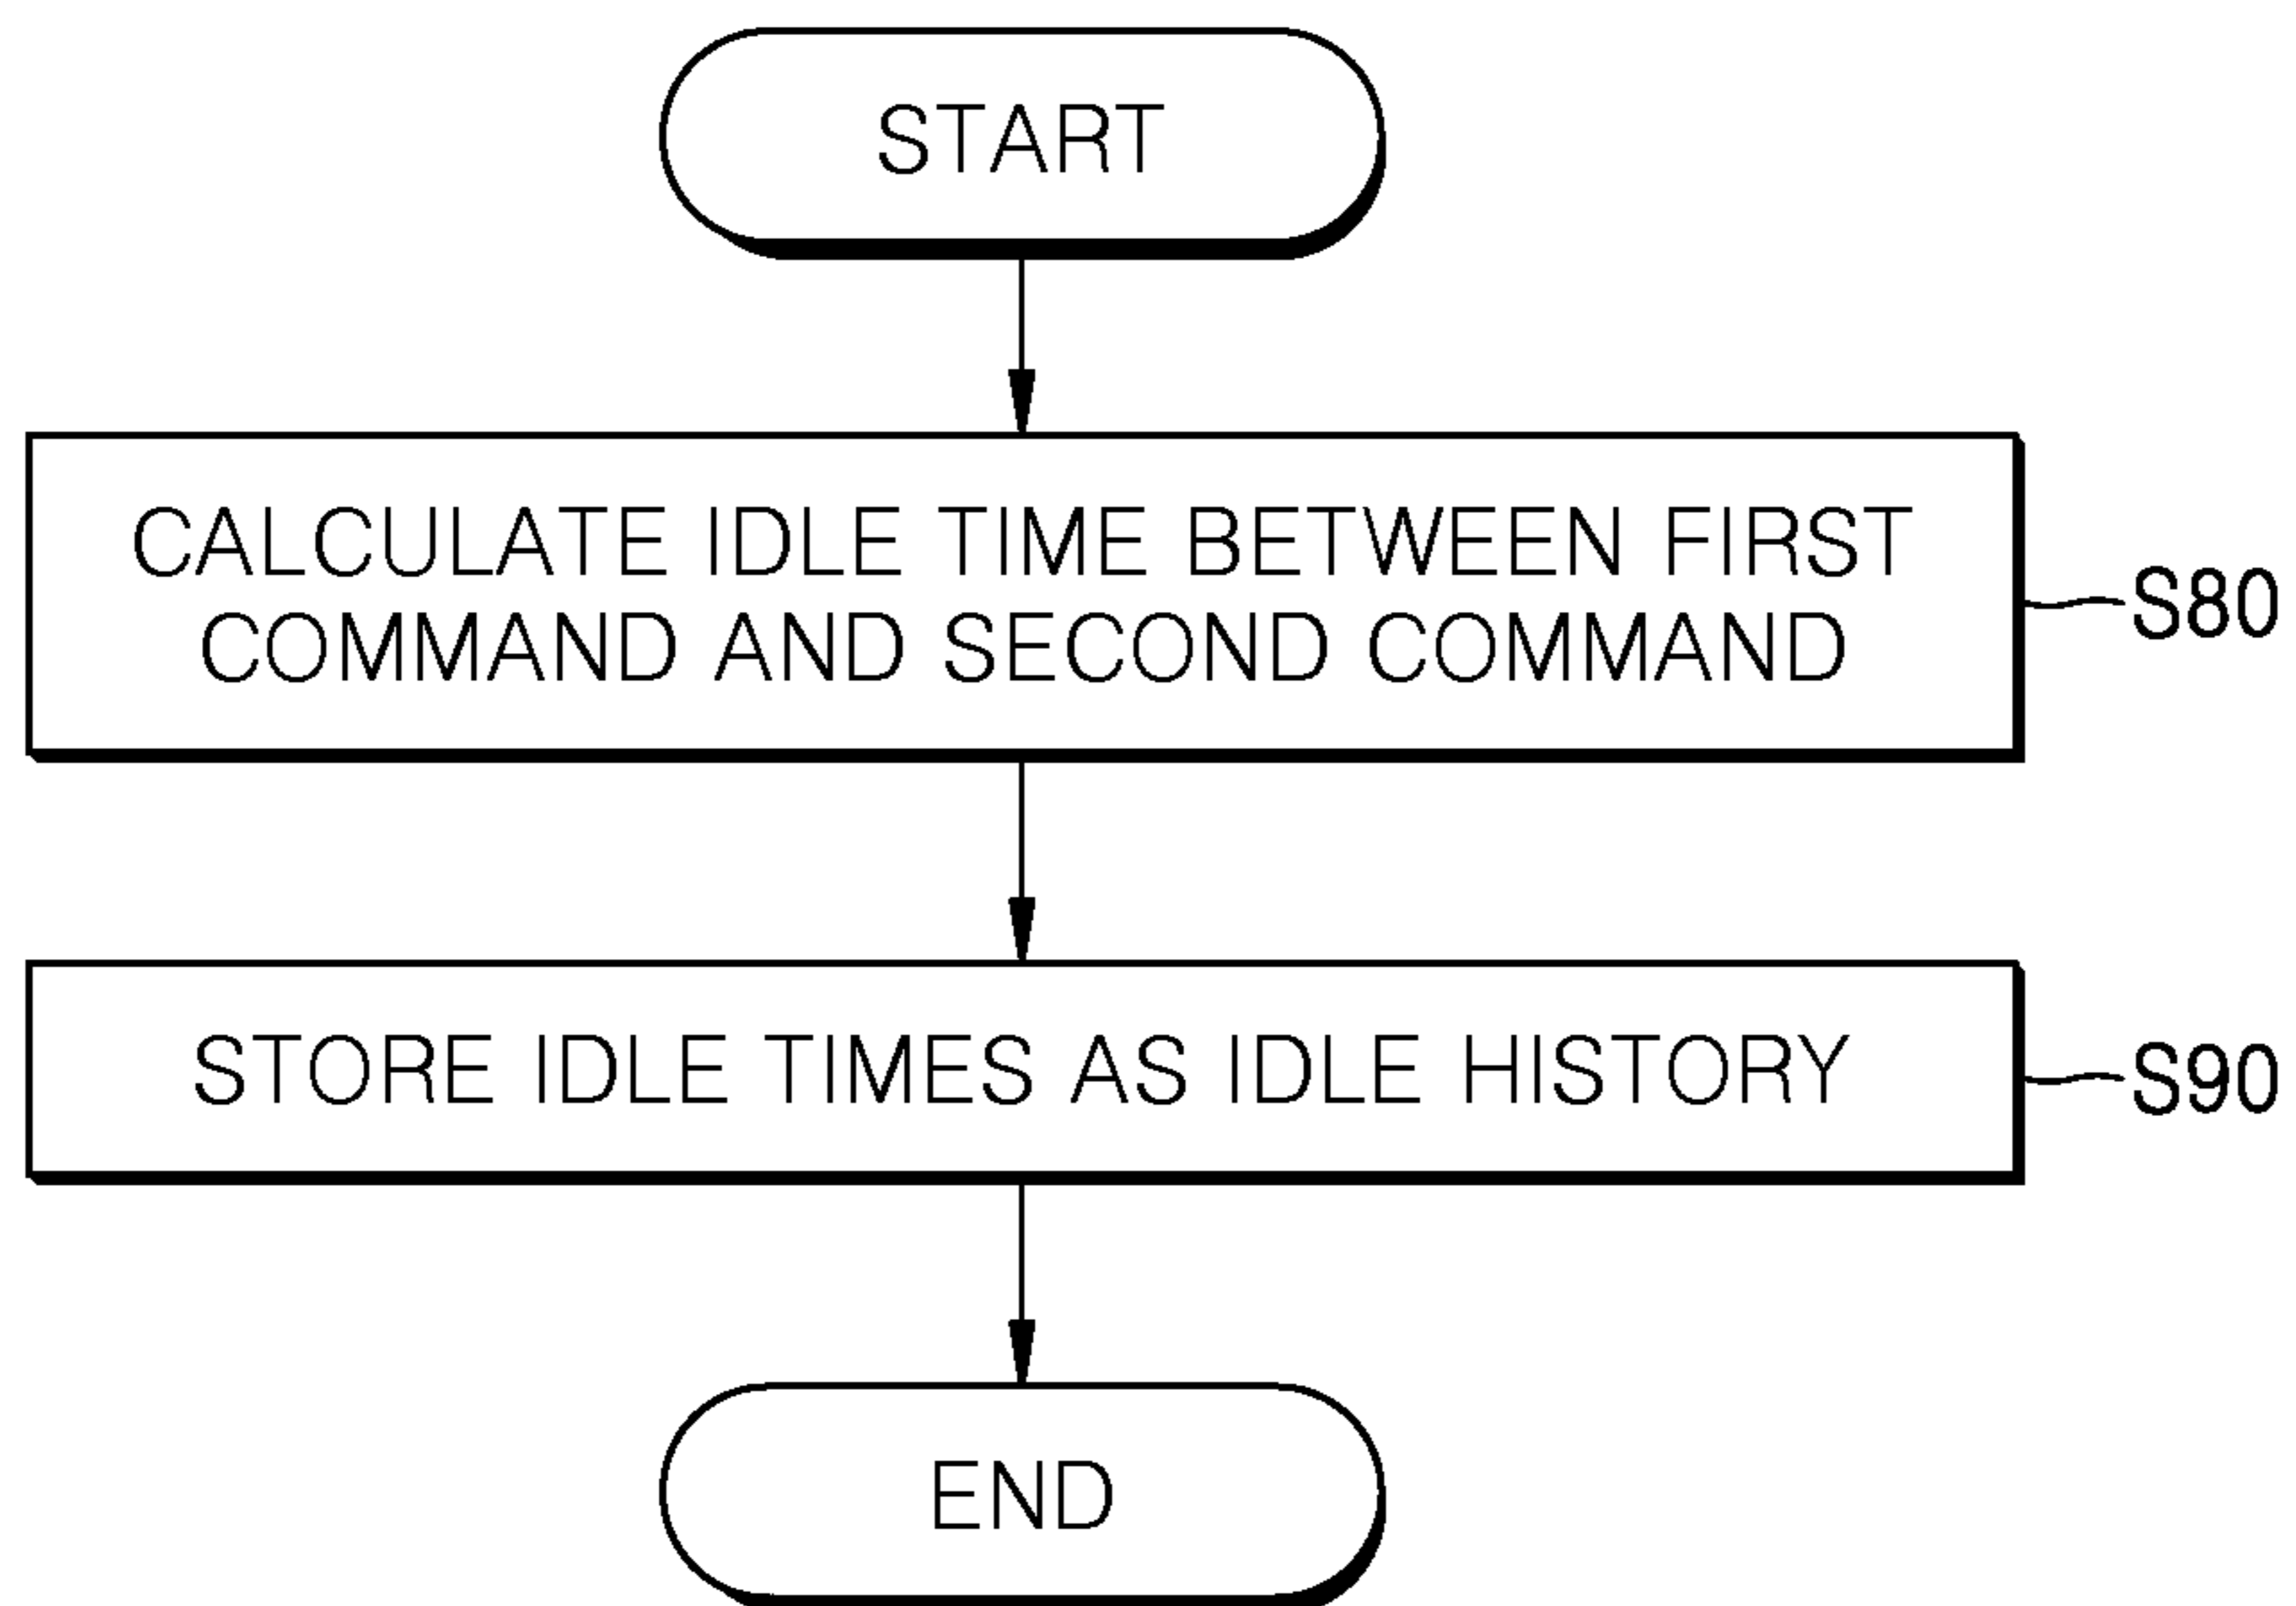 START
CALCULATE IDLE TIME BETWEEN FIRST
COMMAND AND SECOND COMMAND
S80
STORE IDLE TIMES AS IDLE HISTORY
S90
END